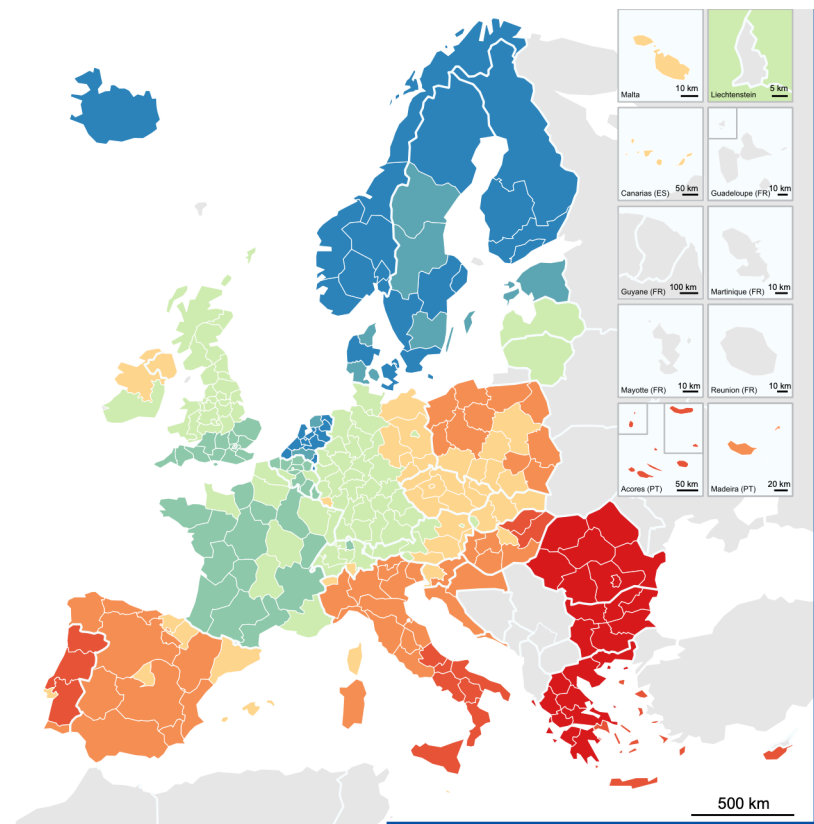 Malta
10 km
Liechtenstein
5 km
Canarias (ES)
50 km
Guadeloupe (FR)
10 km
Guyane (FR)
100 km
Martinique (FR)
10 km
Mayotte (FR)
10 km
Reunion (FR)
10 km
Acores (PT)
50 km
Madeira (PT)
20 km
500 km